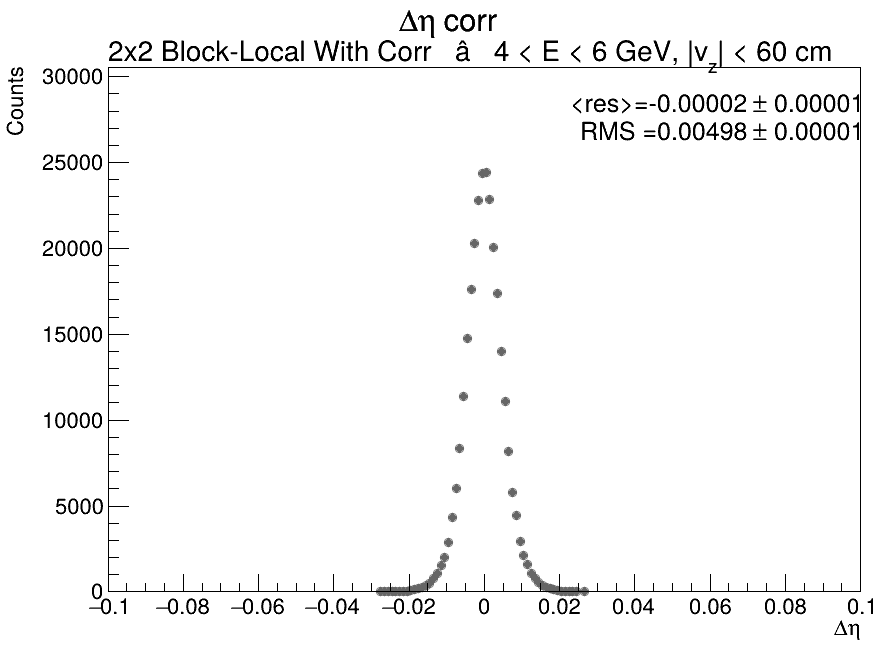 Δη corr
2x2 Block-Local With Corr â 4 < E < 6 GeV, |v_z| < 60 cm
Counts
30000
<res>=-0.00002 ± 0.00001
RMS =0.00498 ± 0.00001
25000
20000
15000
10000
5000
0
−0.1 −0.08 −0.06 −0.04 −0.02 0 0.02 0.04 0.06 0.08 0.1
Δη